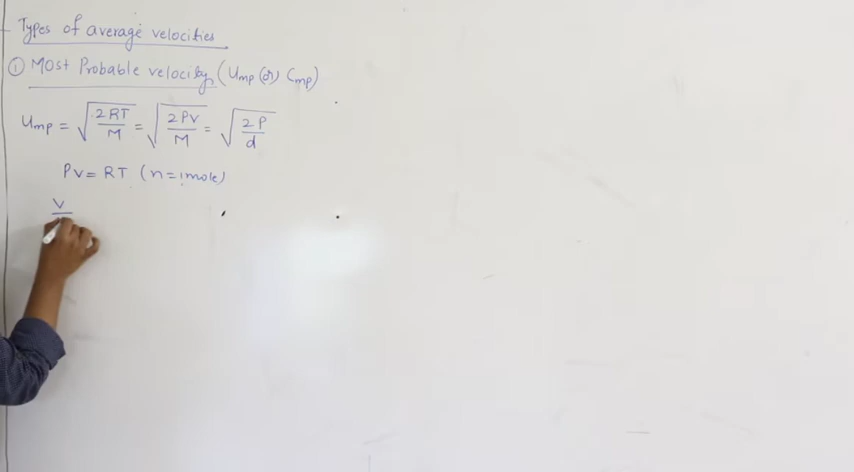 Types of average velocities
① Most Probable velocity, (Ump (or) Cmp)
Ump = √(2RT/M) = √(2PV/M) = √(2P/d)
PV = RT (n=1mole)
V